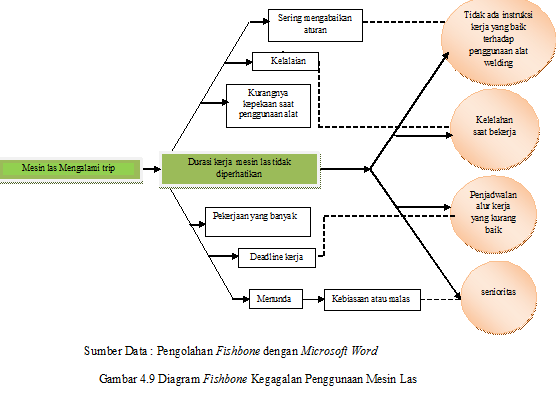 Sering mengabaikan
aturan
Tidak ada instruksi
kerja yang baik
terhadap
penggunaan alat
welding
Kelalaian
Kurangnya
kepekaan saat
penggunaan alat
Kelelahan
saat bekerja
Mesin las Mengalami trip
Durasi kerja mesin las tidak
diperhatikan
Penjadwalan
alur kerja
yang kurang
baik
Pekerjaan yang banyak
Deadline kerja
Menunda
Kebiasaan atau malas
senioritas
Sumber Data : Pengolahan Fishbone dengan Microsoft Word
Gambar 4.9 Diagram Fishbone Kegagalan Penggunaan Mesin Las